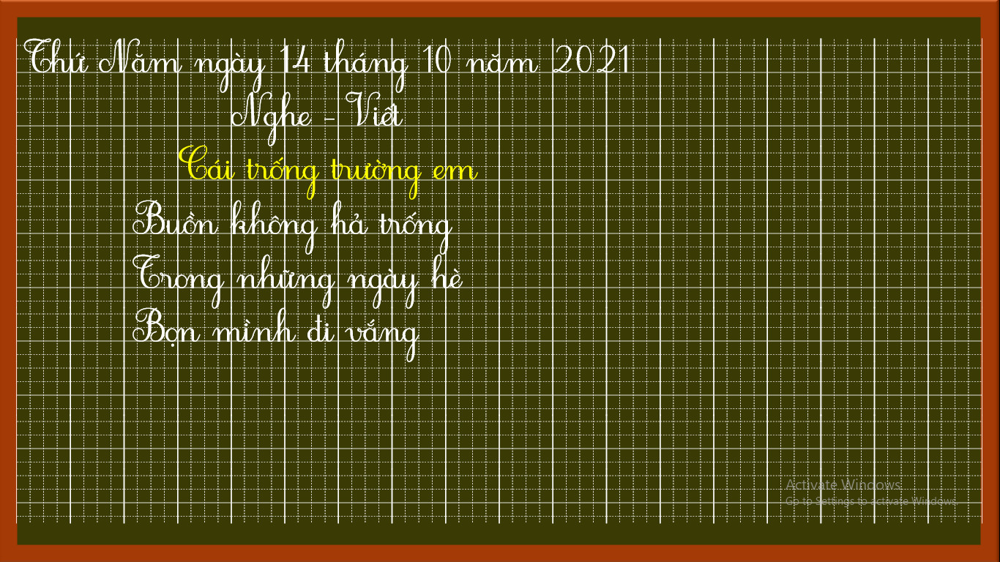 Thứ Năm ngày 14 tháng 10 năm 2021
Nghe - Viết
Cái trống trường em
Buồn không hả trống
Trong những ngày hè
Bọn mình đi vắng
Activate Windows
Go to Settings to activate Windows.